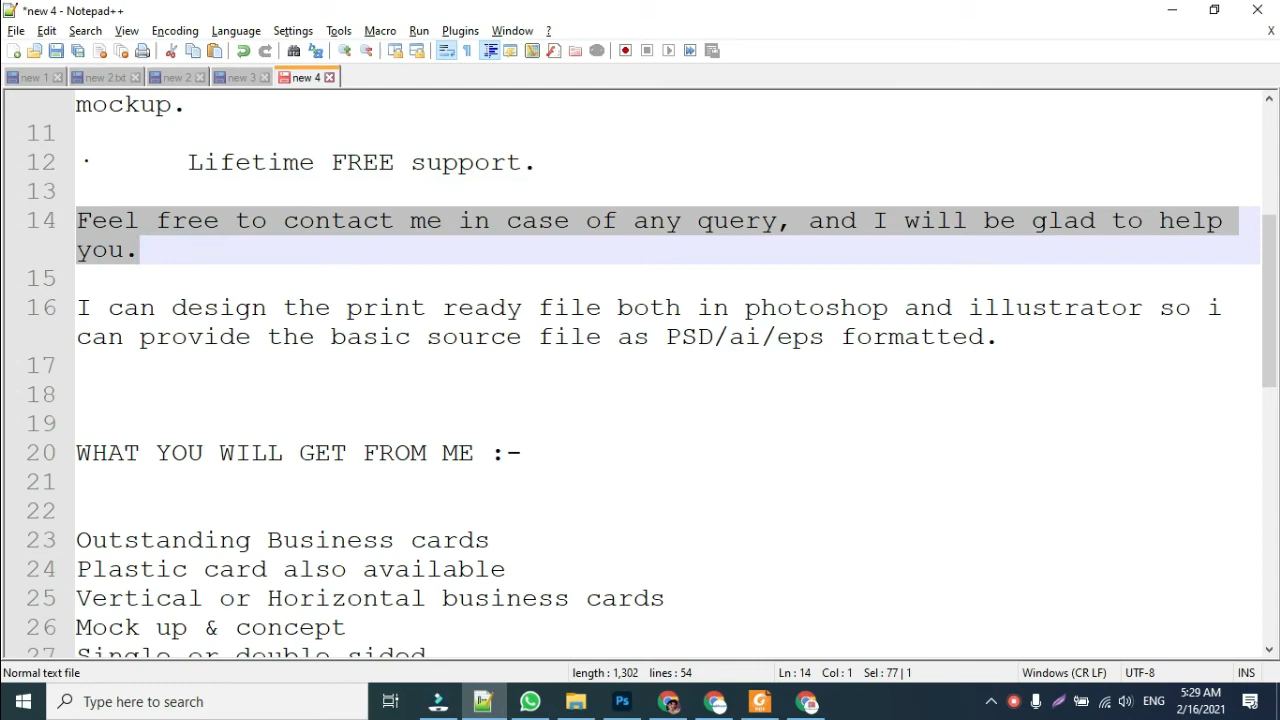 *new 4 - Notepad++
File Edit Search View Encoding Language Settings Tools Macro Run Plugins Window ? X
new 1 new 2.txt new 2 new 3 new 4
mockup.
11
12 · Lifetime FREE support.
13
14 Feel free to contact me in case of any query, and I will be glad to help
you.
15
16 I can design the print ready file both in photoshop and illustrator so i
can provide the basic source file as PSD/ai/eps formatted.
17
18
19
20 WHAT YOU WILL GET FROM ME :-
21
22
23 Outstanding Business cards
24 Plastic card also available
25 Vertical or Horizontal business cards
26 Mock up & concept
27 Single or double sided
Normal text file length : 1,302 lines : 54 Ln : 14 Col : 1 Sel : 77 | 1 Windows (CR LF) UTF-8 INS
Type here to search Ps ENG 5:29 AM
2/16/2021